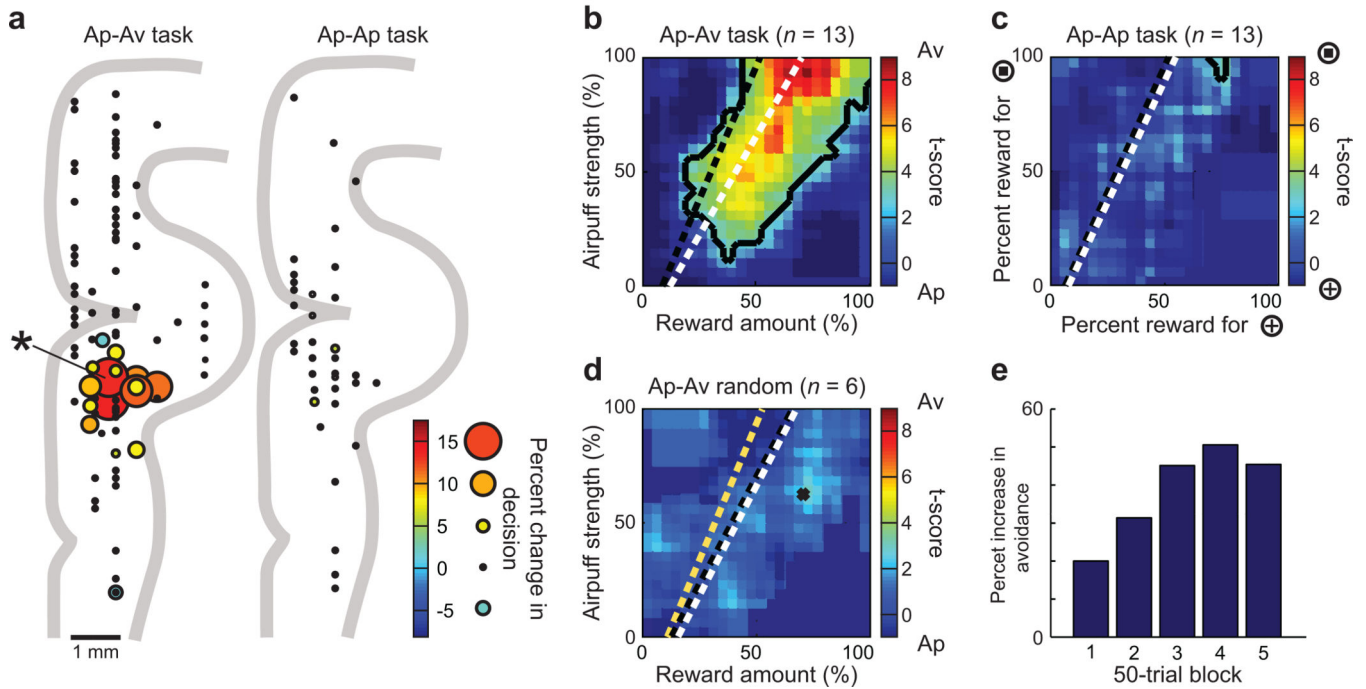 a
Ap-Av task
Ap-Ap task
*
15
10
5
0
-5
Percent change in
decision
1 mm
b
Ap-Av task (n = 13)
Av
100
50
0
Airpuff strength (%)
0
50
100
Reward amount (%)
8
6
4
2
0
t-score
Ap
c
Ap-Ap task (n = 13)
100
50
0
Percent reward for
0
50
100
Percent reward for
8
6
4
2
0
t-score
d
Ap-Av random (n = 6)
Av
100
50
0
Airpuff strength (%)
0
50
100
Reward amount (%)
8
6
4
2
0
t-score
Ap
e
60
0
Percet increase in
avoidance
1 2 3 4 5
50-trial block